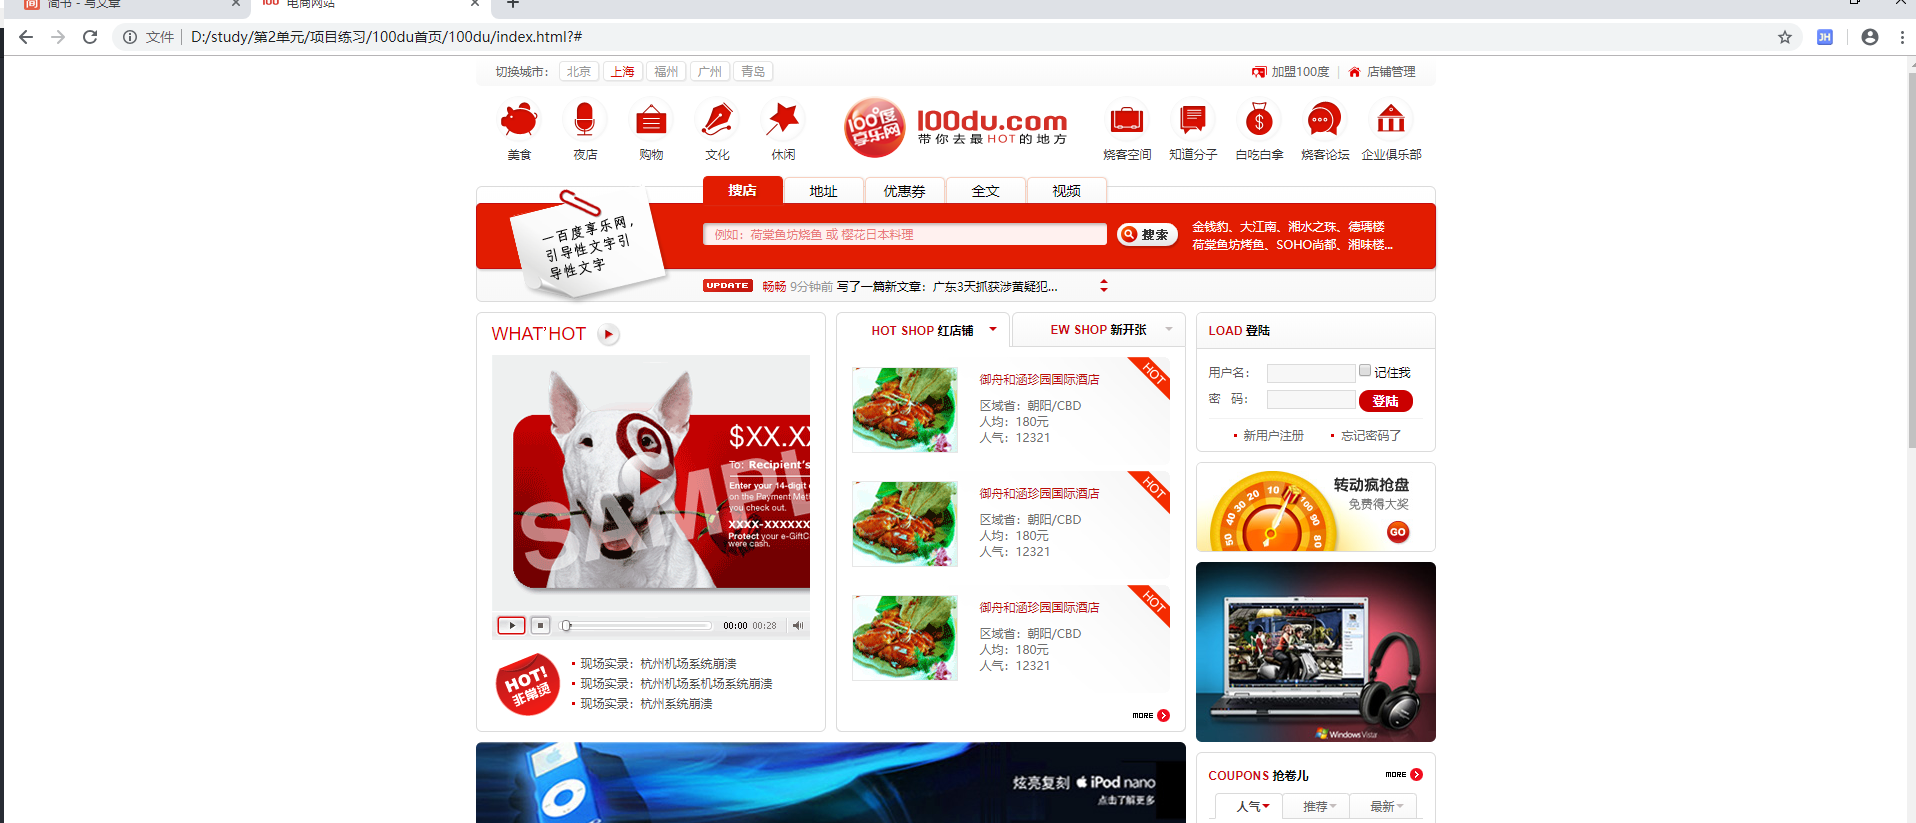 简书 - 写文章
100 电商网站
文件 D:/study/第2单元/项目练习/100du首页/100du/index.html?#
JH
切换城市： 北京 上海 福州 广州 青岛
加盟100度 | 店铺管理
美食 夜店 购物 文化 休闲
100°度
享乐网
100du.com
带你去最HOT的地方
烧客空间 知道分子 白吃白拿 烧客论坛 企业俱乐部
搜店 地址 优惠券 全文 视频
一百度享乐网，
引导性文字引
导性文字
例如：荷棠鱼坊烧鱼 或 樱花日本料理
搜索
金钱豹、大江南、湘水之珠、德瑀楼
荷棠鱼坊烤鱼、SOHO尚都、湘味楼...
UPDATE 畅畅 9分钟前 写了一篇新文章：广东3天抓获涉黄疑犯...
WHAT'HOT
$XX.XX
To: Recipient's
Enter your 14-digit
on the Payment Meth
you check out.
XXXX-XXXXXX
Protect your e-GiftC
were cash.
SAMPL
00:00 00:28
HOT!
非常烫
现场实录：杭州机场系统崩溃
现场实录：杭州机场系机场系统崩溃
现场实录：杭州系统崩溃
HOT SHOP 红店铺
EW SHOP 新开张
HOT
御舟和涵珍园国际酒店
区域省：朝阳/CBD
人均：180元
人气：12321
HOT
御舟和涵珍园国际酒店
区域省：朝阳/CBD
人均：180元
人气：12321
HOT
御舟和涵珍园国际酒店
区域省：朝阳/CBD
人均：180元
人气：12321
MORE
LOAD 登陆
用户名： 记住我
密 码： 登陆
新用户注册 忘记密码了
50 40 30 20 10 10 90 80
转动疯抢盘
免费得大奖
GO
Windows Vista
炫亮复刻 iPod nano
点击了解更多
COUPONS 抢卷儿
MORE
人气 推荐 最新